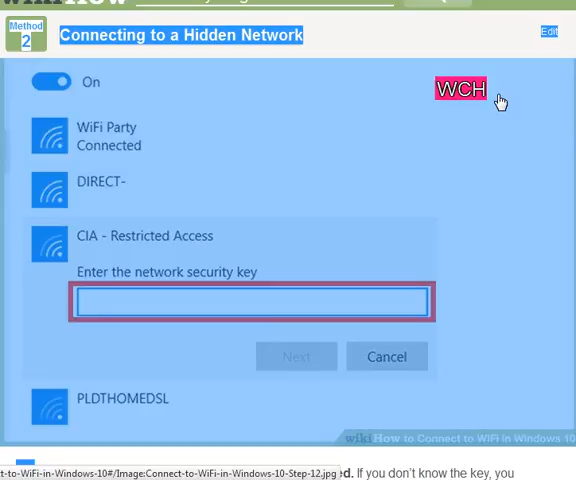 Method
2
Connecting to a Hidden Network
Edit
On
WCH
WiFi Party
Connected
DIRECT-
CIA - Restricted Access
Enter the network security key
Next
Cancel
PLDTHOMEDSL
wikiHow to Connect to WiFi in Windows 10
ct-to-WiFi-in-Windows-10#/Image:Connect-to-WiFi-in-Windows-10-Step-12.jpg
d. If you don't know the key, you